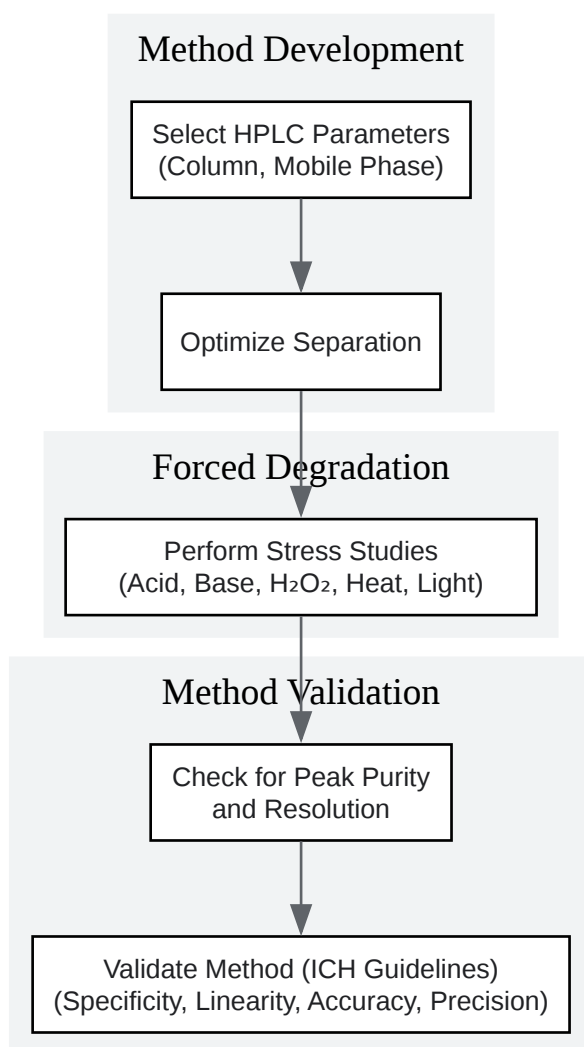 Method Development
Select HPLC Parameters
(Column, Mobile Phase)
Optimize Separation
Forced Degradation
Perform Stress Studies
(Acid, Base, H₂O₂, Heat, Light)
Method Validation
Check for Peak Purity
and Resolution
Validate Method (ICH Guidelines)
(Specificity, Linearity, Accuracy, Precision)